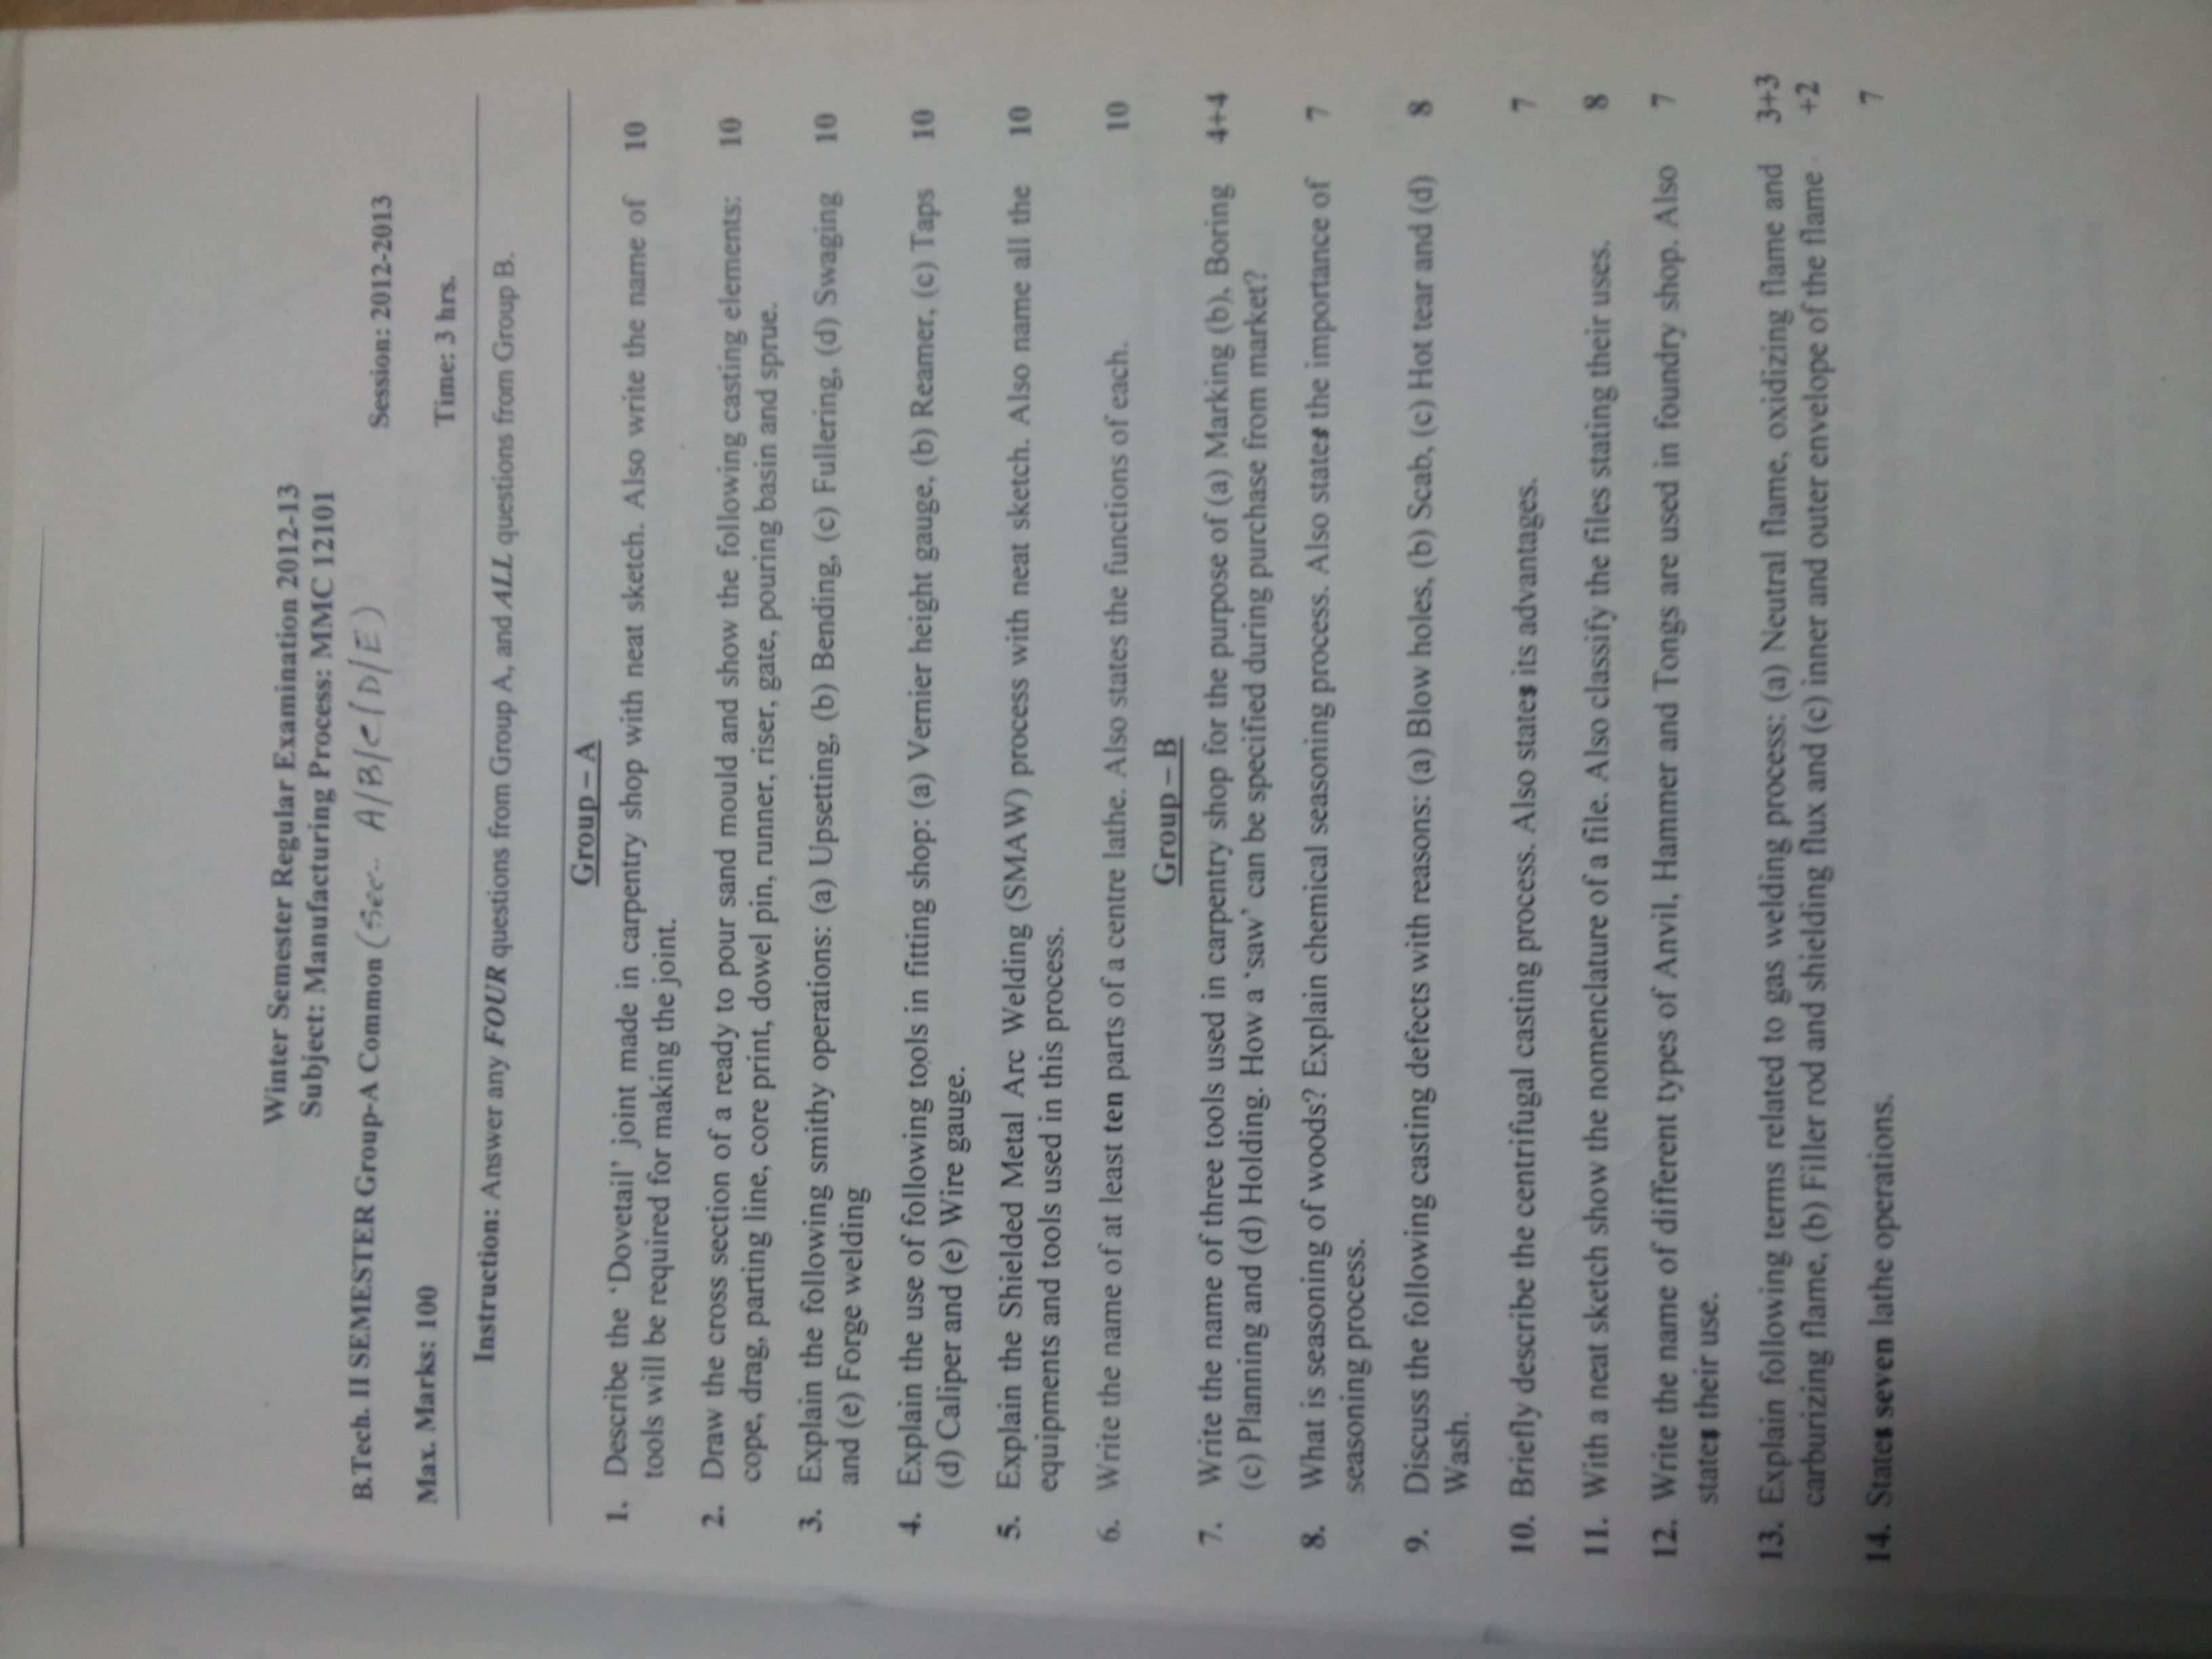 Winter Semester Regular Examination 2012-13
Subject: Manufacturing Process: MMC 12101
B.Tech. II SEMESTER Group-A Common (Sec-- A/B/C/D/E)
Session: 2012-2013
Max. Marks: 100
Time: 3 hrs.
Instruction: Answer any FOUR questions from Group A, and ALL questions from Group B.
Group – A
1. Describe the ‘Dovetail’ joint made in carpentry shop with neat sketch. Also write the name of 10
tools will be required for making the joint.
2. Draw the cross section of a ready to pour sand mould and show the following casting elements: 10
cope, drag, parting line, core print, dowel pin, runner, riser, gate, pouring basin and sprue.
3. Explain the following smithy operations: (a) Upsetting, (b) Bending, (c) Fullering, (d) Swaging 10
and (e) Forge welding
4. Explain the use of following tools in fitting shop: (a) Vernier height gauge, (b) Reamer, (c) Taps 10
(d) Caliper and (e) Wire gauge.
5. Explain the Shielded Metal Arc Welding (SMAW) process with neat sketch. Also name all the 10
equipments and tools used in this process.
6. Write the name of at least ten parts of a centre lathe. Also states the functions of each. 10
Group – B
7. Write the name of three tools used in carpentry shop for the purpose of (a) Marking (b), Boring 4+4
(c) Planning and (d) Holding. How a ‘saw’ can be specified during purchase from market?
8. What is seasoning of woods? Explain chemical seasoning process. Also states the importance of 7
seasoning process.
9. Discuss the following casting defects with reasons: (a) Blow holes, (b) Scab, (c) Hot tear and (d) 8
Wash.
10. Briefly describe the centrifugal casting process. Also states its advantages. 7
11. With a neat sketch show the nomenclature of a file. Also classify the files stating their uses. 8
12. Write the name of different types of Anvil, Hammer and Tongs are used in foundry shop. Also 7
states their use.
13. Explain following terms related to gas welding process: (a) Neutral flame, oxidizing flame and 3+3
carburizing flame, (b) Filler rod and shielding flux and (c) inner and outer envelope of the flame +2
14. States seven lathe operations. 7